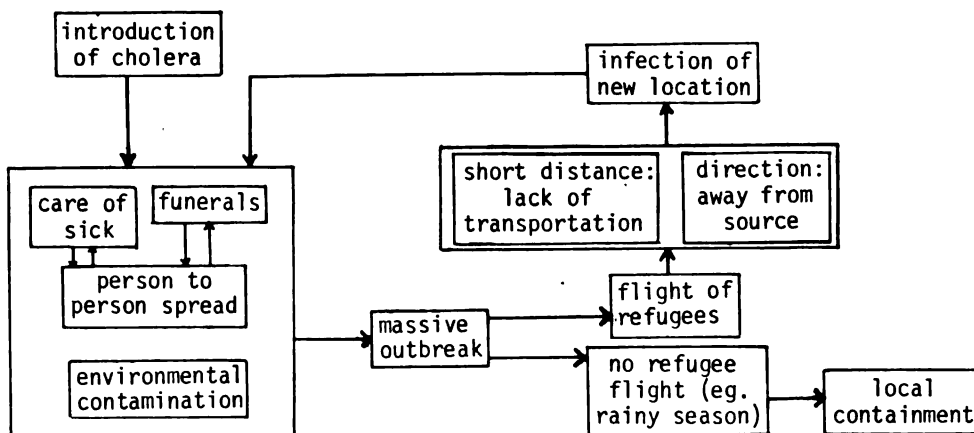 introduction
of cholera
infection of
new location
short distance:
lack of
transportation
direction:
away from
source
care of
sick
funerals
person to
person spread
environmental
contamination
massive
outbreak
flight of
refugees
no refugee
flight (eg.
rainy season)
local
containment